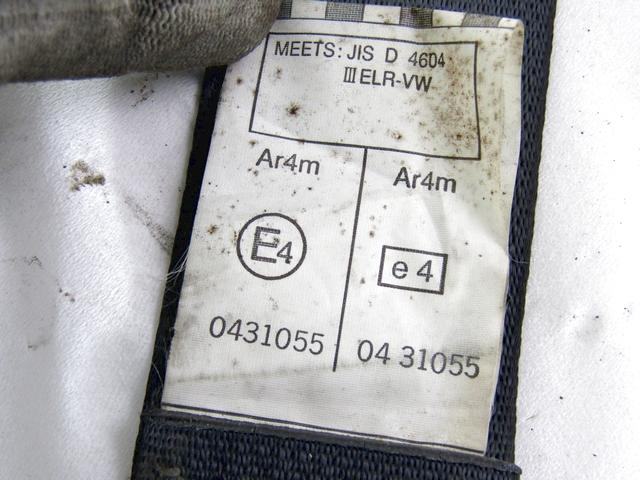 MEETS: JIS D 4604
III ELR-VW
Ar4m
E4
0431055
Ar4m
e 4
04 31055